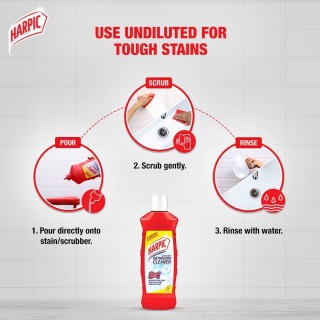 HARPIC
USE UNDILUTED FOR
TOUGH STAINS
SCRUB
POUR
RINSE
2. Scrub gently.
1. Pour directly onto
stain/scrubber.
3. Rinse with water.
HARPIC
BATHROOM
CLEANER